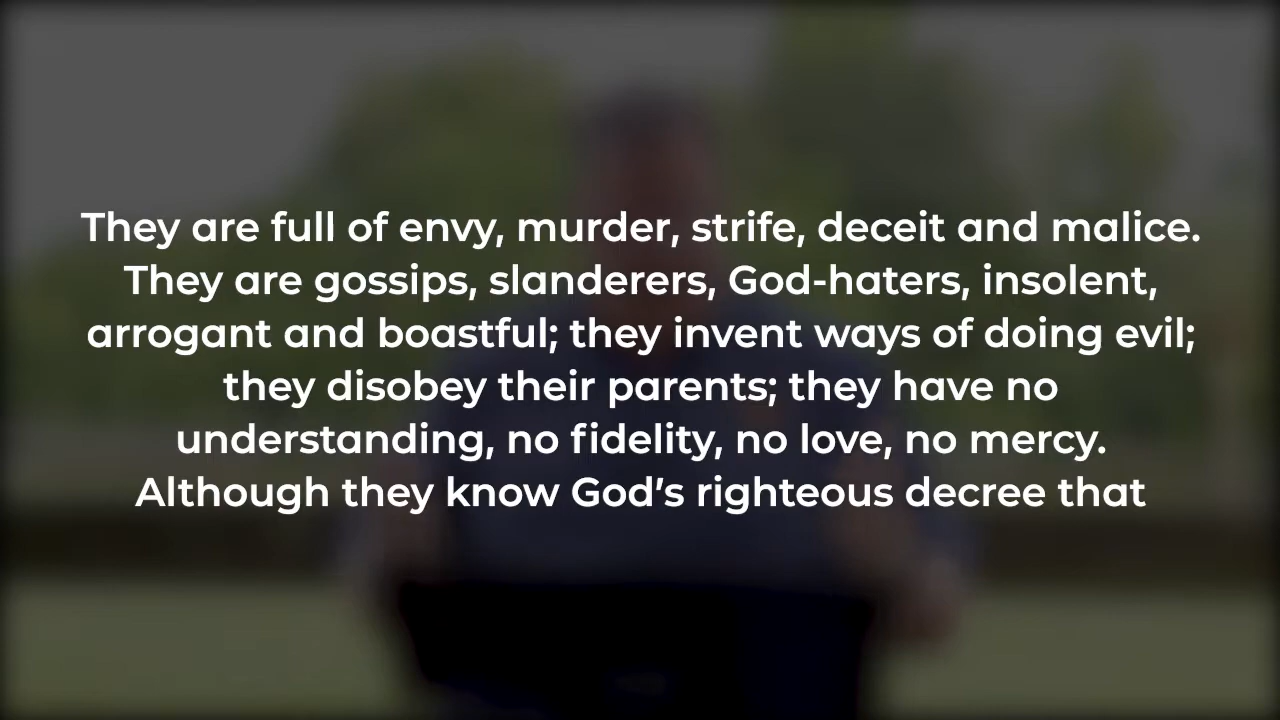 They are full of envy, murder, strife, deceit and malice.
They are gossips, slanderers, God-haters, insolent,
arrogant and boastful; they invent ways of doing evil;
they disobey their parents; they have no
understanding, no fidelity, no love, no mercy.
Although they know God's righteous decree that